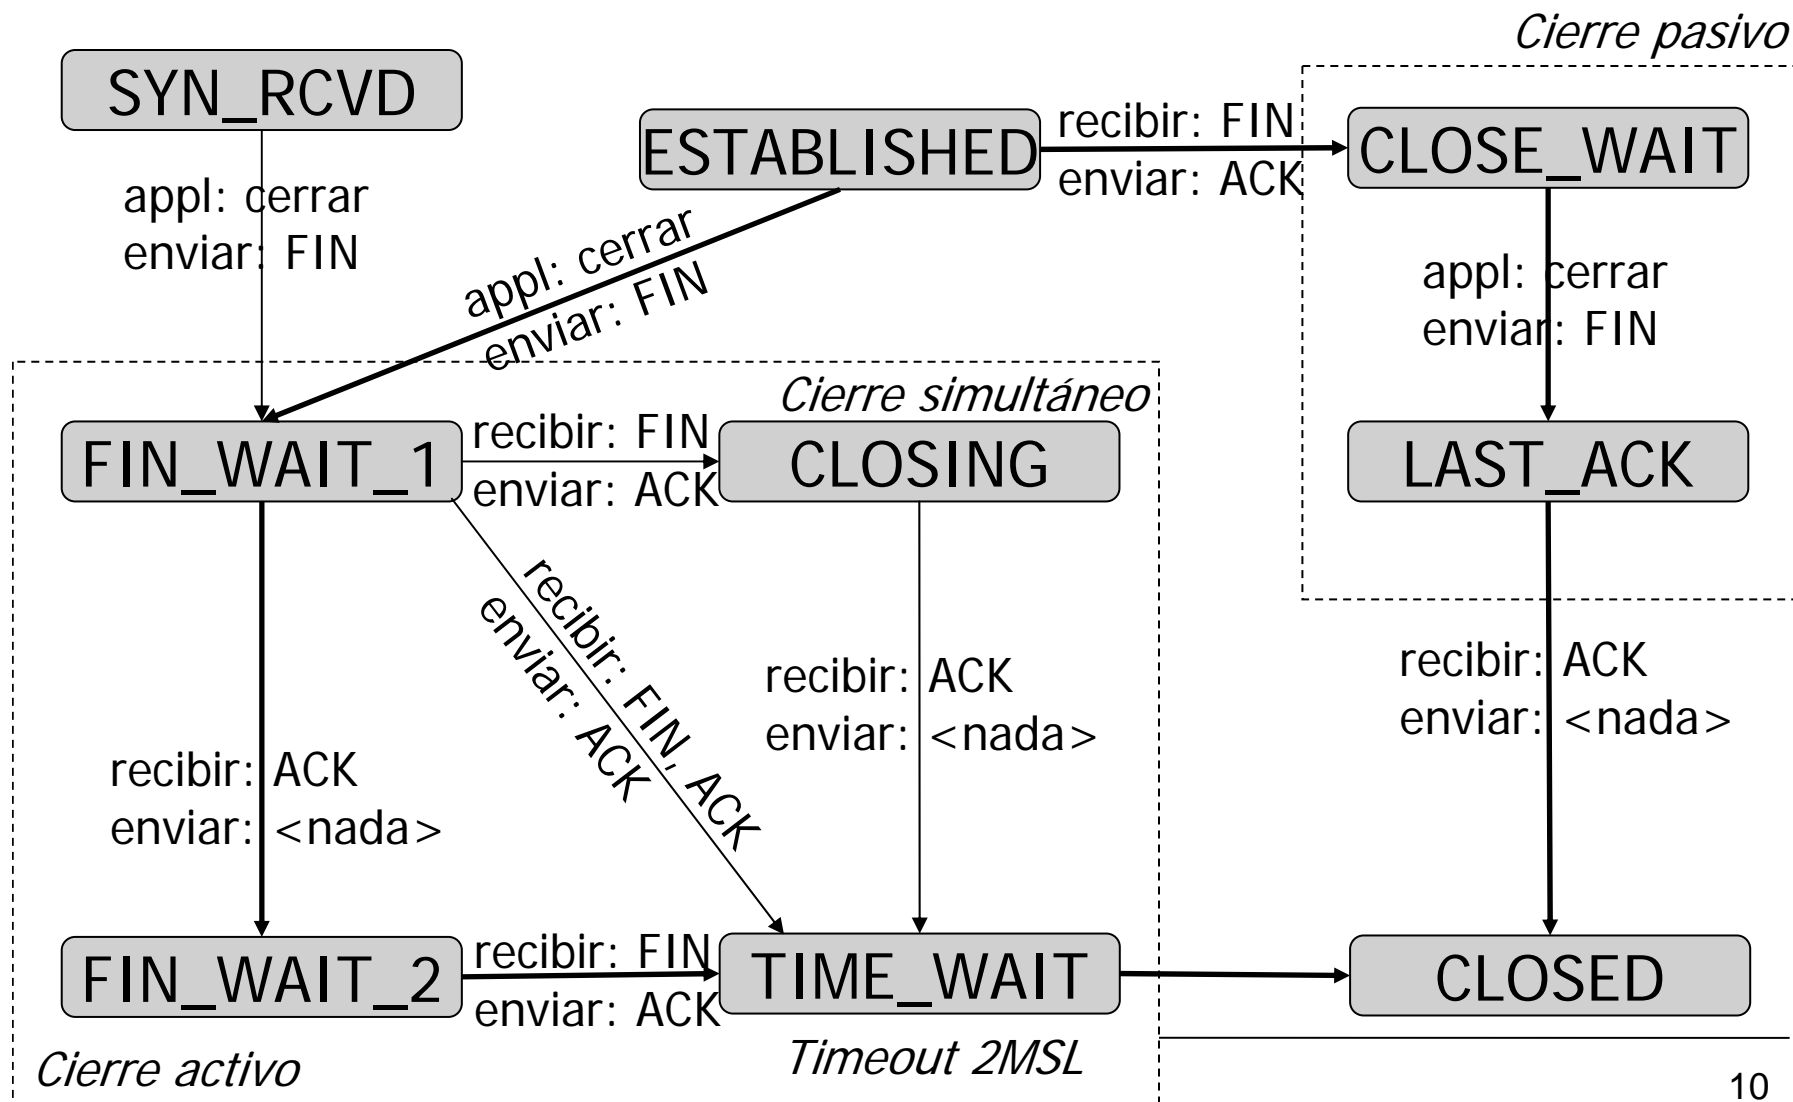 Cierre pasivo
SYN_RCVD
ESTABLISHED
recibir: FIN
enviar: ACK
CLOSE_WAIT
appl: cerrar
enviar: FIN
appl: cerrar
enviar: FIN
appl: cerrar
enviar: FIN
Cierre simultáneo
FIN_WAIT_1
recibir: FIN
enviar: ACK
CLOSING
LAST_ACK
recibir: FIN, ACK
enviar: ACK
recibir: ACK
enviar: <nada>
recibir: ACK
enviar: <nada>
recibir: ACK
enviar: <nada>
FIN_WAIT_2
recibir: FIN
enviar: ACK
TIME_WAIT
CLOSED
Cierre activo
Timeout 2MSL
10